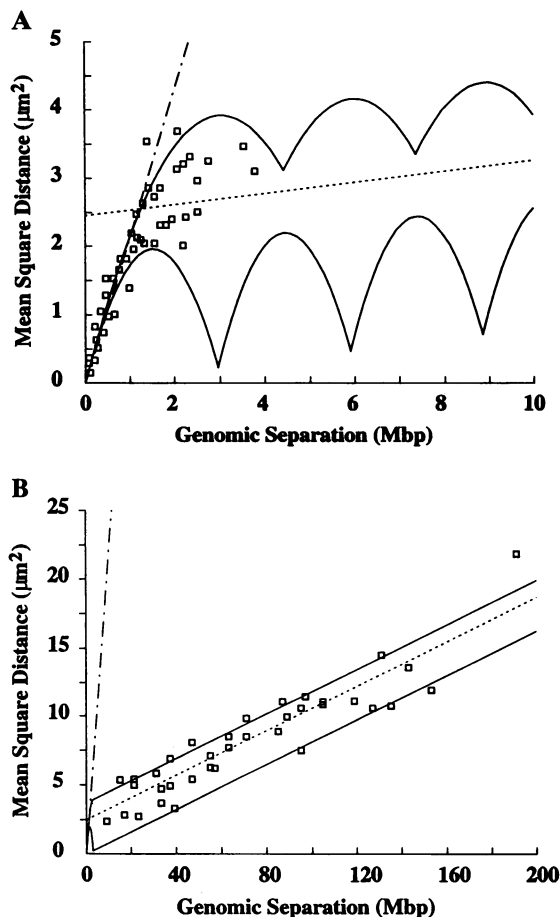 A
Mean Square Distance (μm²)
5
4
3
2
1
0
0 2 4 6 8 10
Genomic Separation (Mbp)
B
Mean Square Distance (μm²)
25
20
15
10
5
0
0 40 80 120 160 200
Genomic Separation (Mbp)